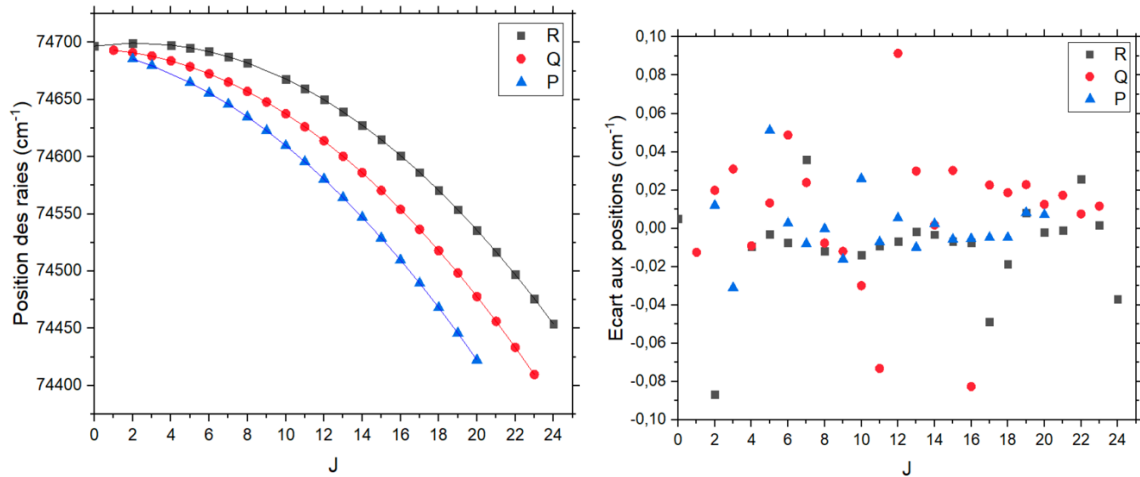 74700
74650
74600
74550
74500
74450
74400
Position des raies (cm-1)
0 2 4 6 8 10 12 14 16 18 20 22 24
J
R
Q
P
0,10
0,08
0,06
0,04
0,02
0,00
-0,02
-0,04
-0,06
-0,08
-0,10
Ecart aux positions (cm-1)
0 2 4 6 8 10 12 14 16 18 20 22 24
J
R
Q
P